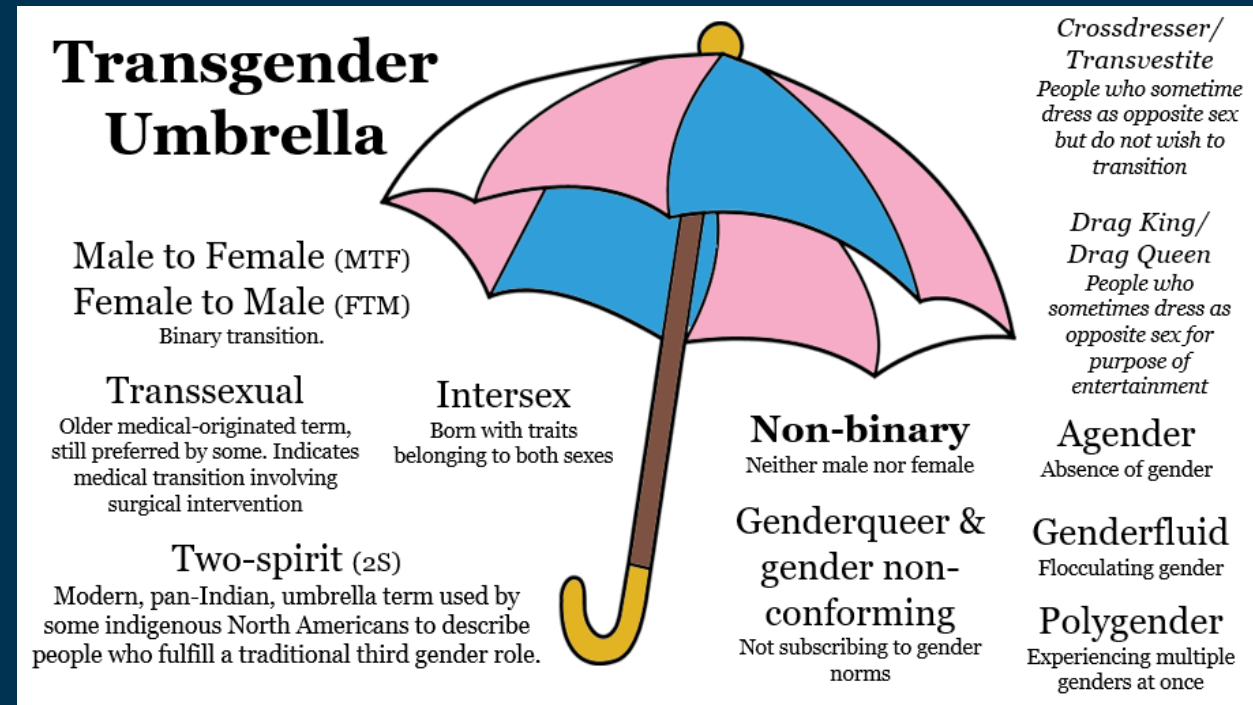 Transgender
Umbrella
Male to Female (MTF)
Female to Male (FTM)
Binary transition.
Transsexual
Older medical-originated term,
still preferred by some. Indicates
medical transition involving
surgical intervention
Intersex
Born with traits
belonging to both sexes
Two-spirit (2S)
Modern, pan-Indian, umbrella term used by
some indigenous North Americans to describe
people who fulfill a traditional third gender role.
Non-binary
Neither male nor female
Genderqueer &
gender non-
conforming
Not subscribing to gender
norms
Crossdresser/
Transvestite
People who sometime
dress as opposite sex
but do not wish to
transition
Drag King/
Drag Queen
People who
sometimes dress as
opposite sex for
purpose of
entertainment
Agender
Absence of gender
Genderfluid
Flocculating gender
Polygender
Experiencing multiple
genders at once